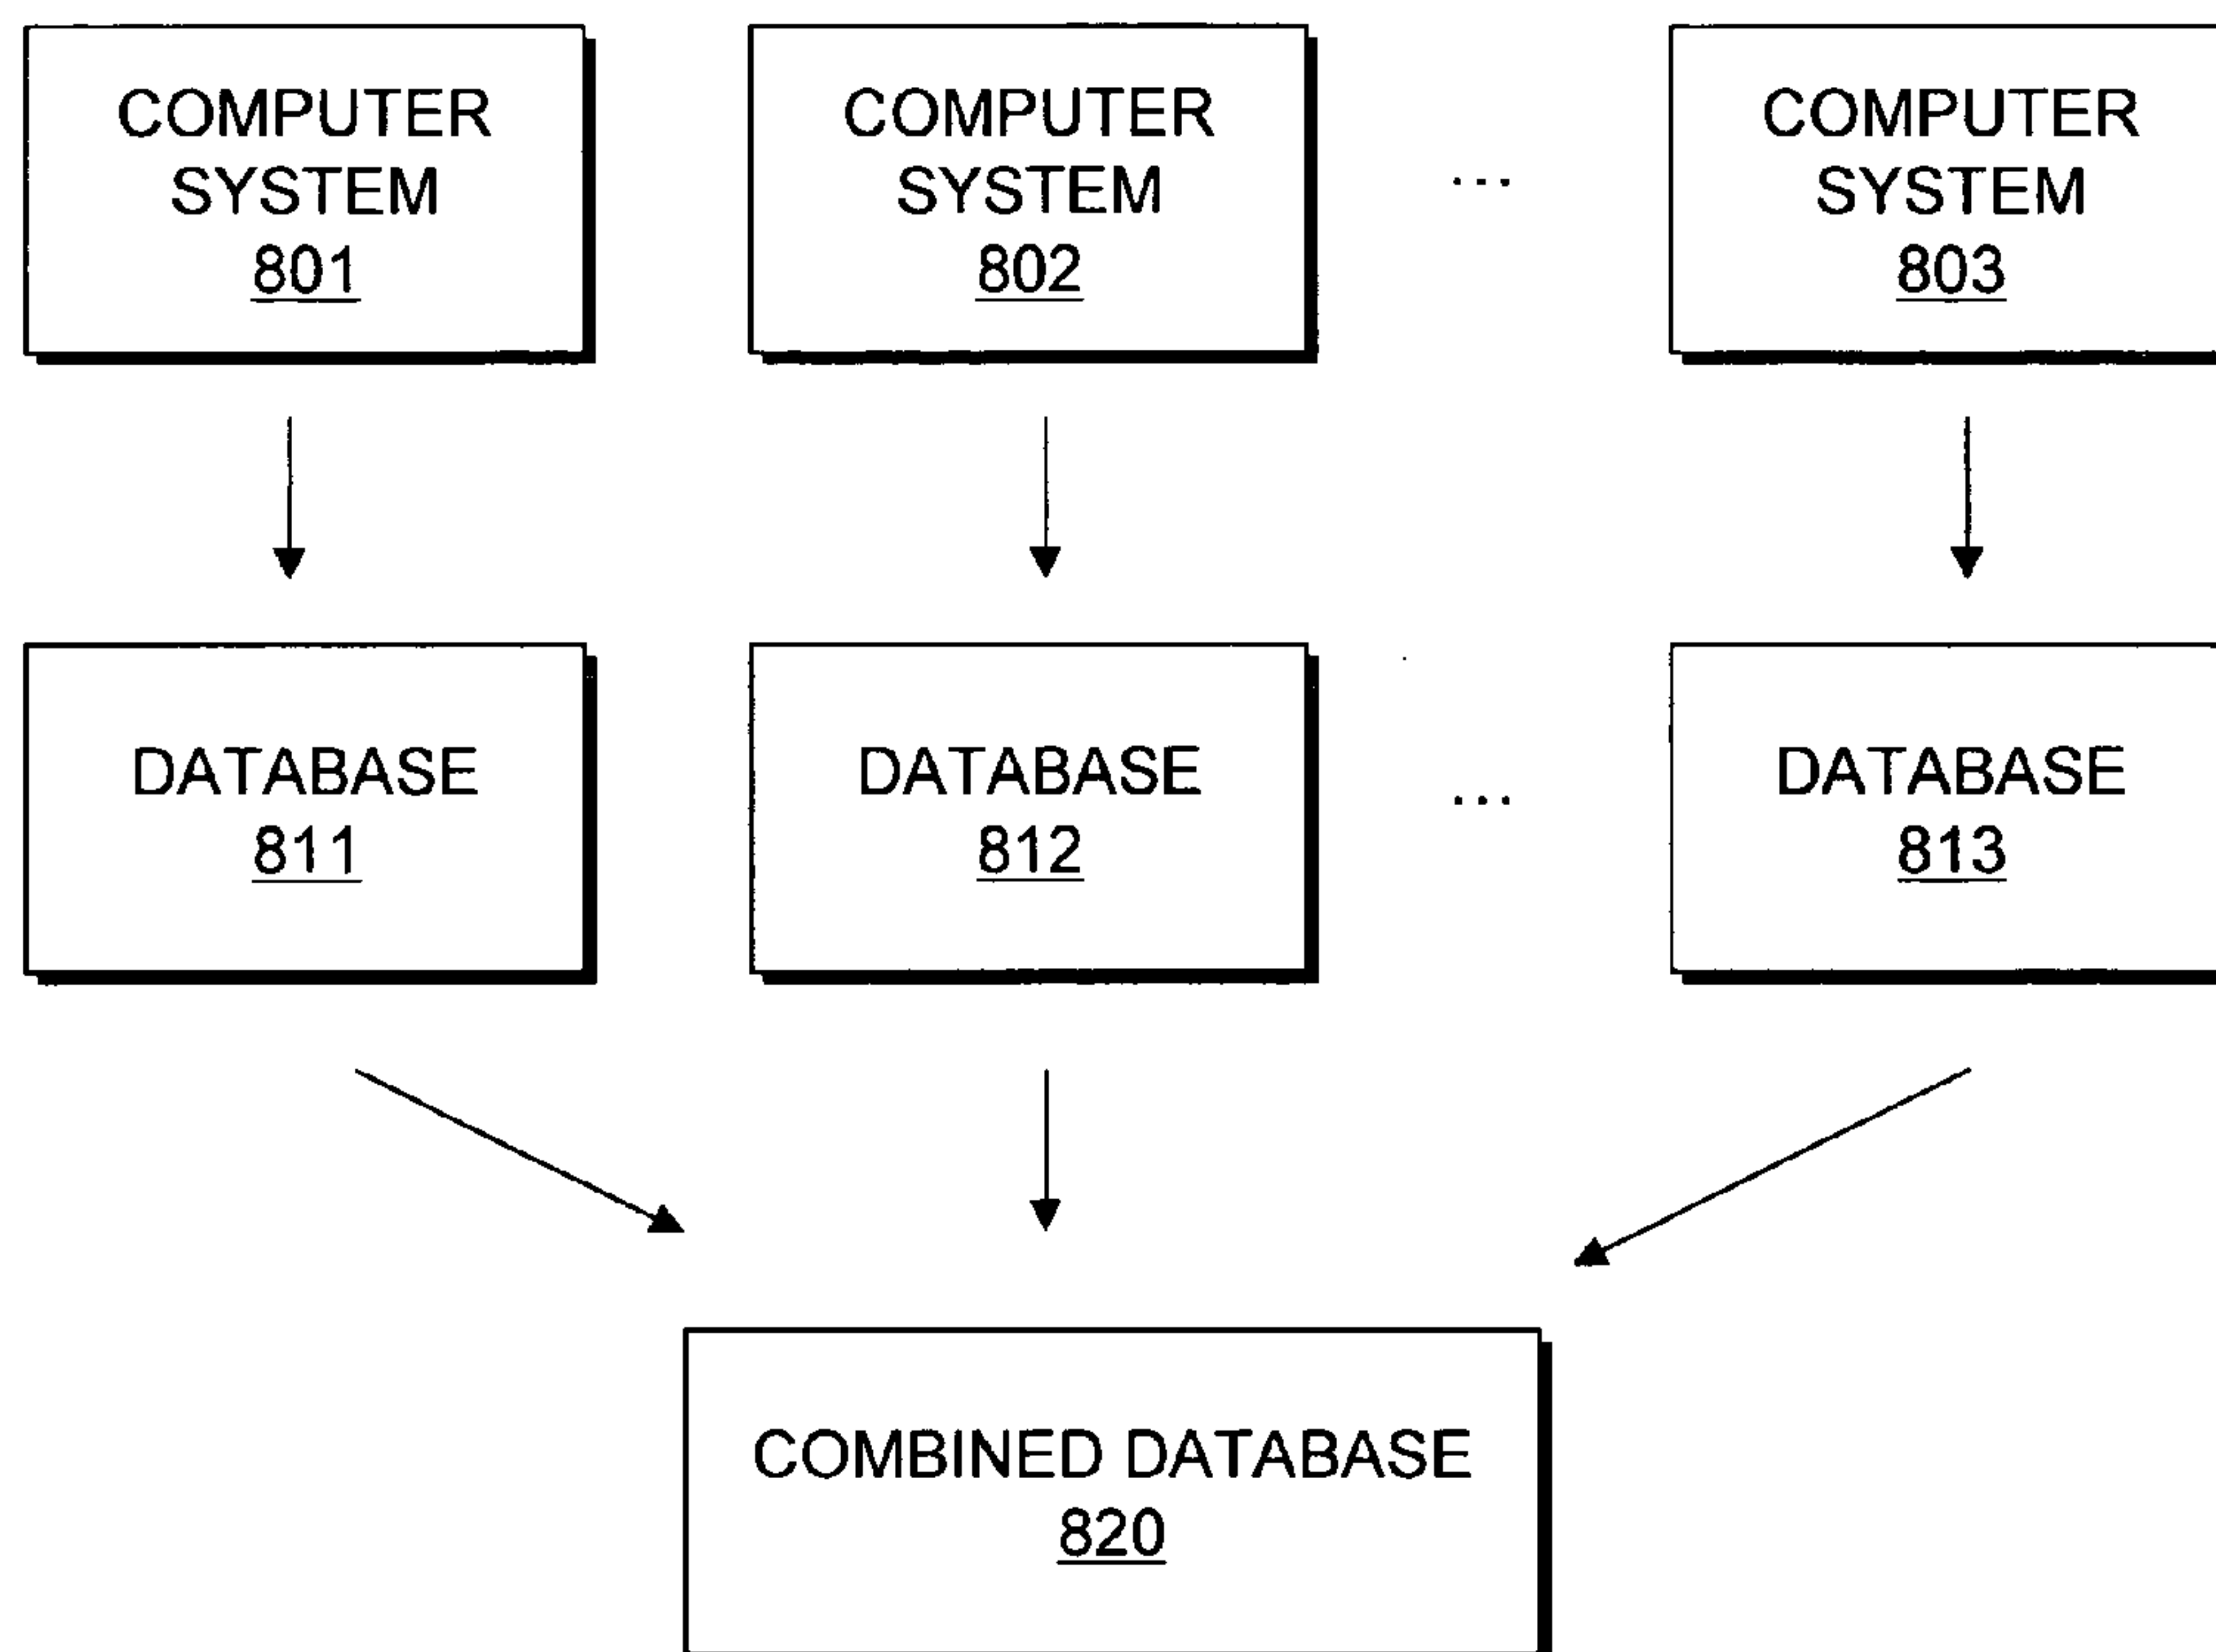 COMPUTER
SYSTEM
801
COMPUTER
SYSTEM
802
...
COMPUTER
SYSTEM
803
DATABASE
811
DATABASE
812
...
DATABASE
813
COMBINED DATABASE
820